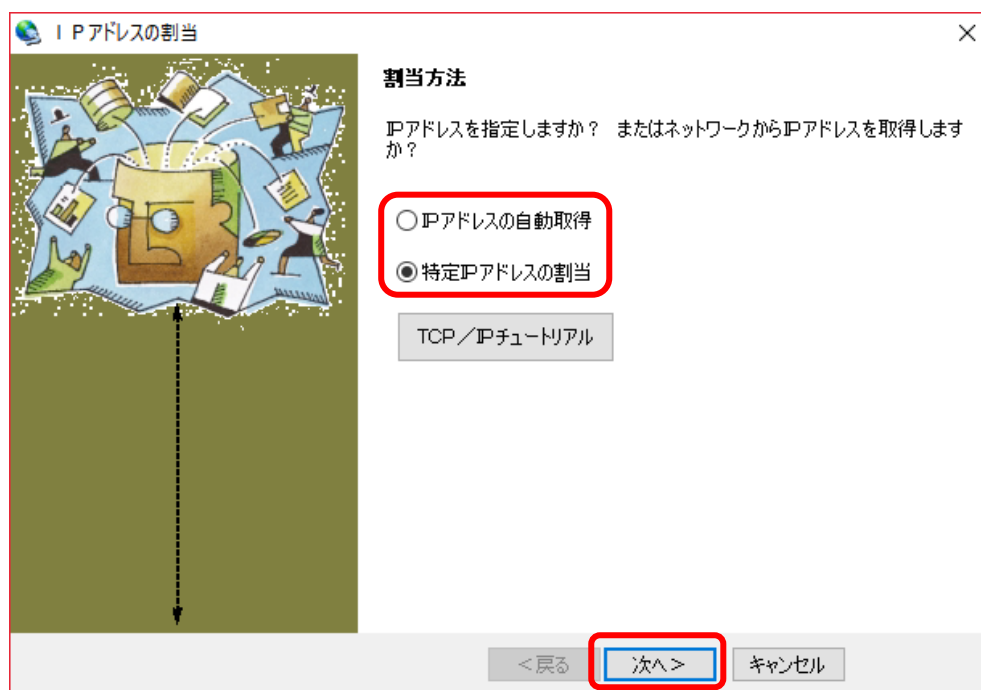 ＩＰアドレスの割当
割当方法
IPアドレスを指定しますか？　またはネットワークからIPアドレスを取得します
か？
IPアドレスの自動取得
特定IPアドレスの割当
TCP／IPチュートリアル
＜戻る
次へ＞
キャンセル